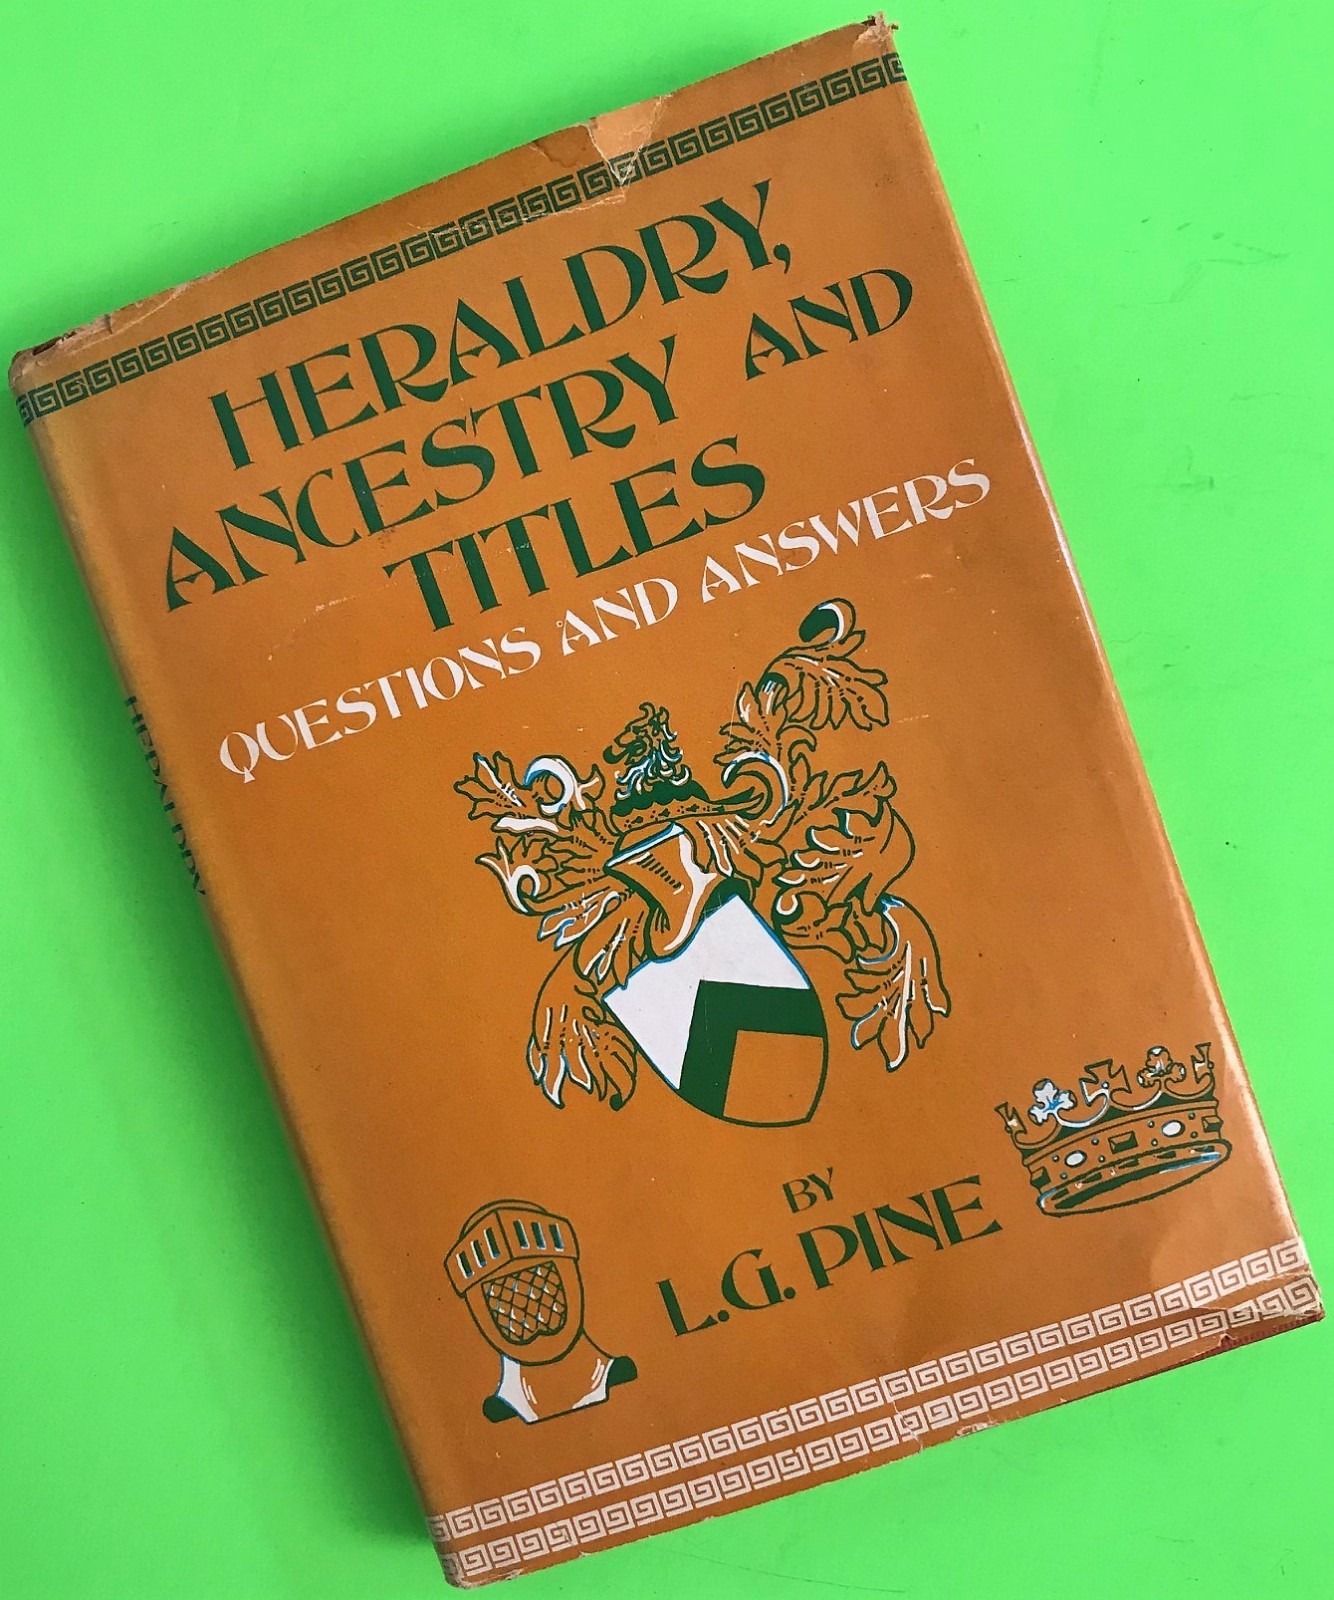 HERALDRY,
ANCESTRY AND
TITLES
QUESTIONS AND ANSWERS
BY
L.G. PINE
HERALDRY